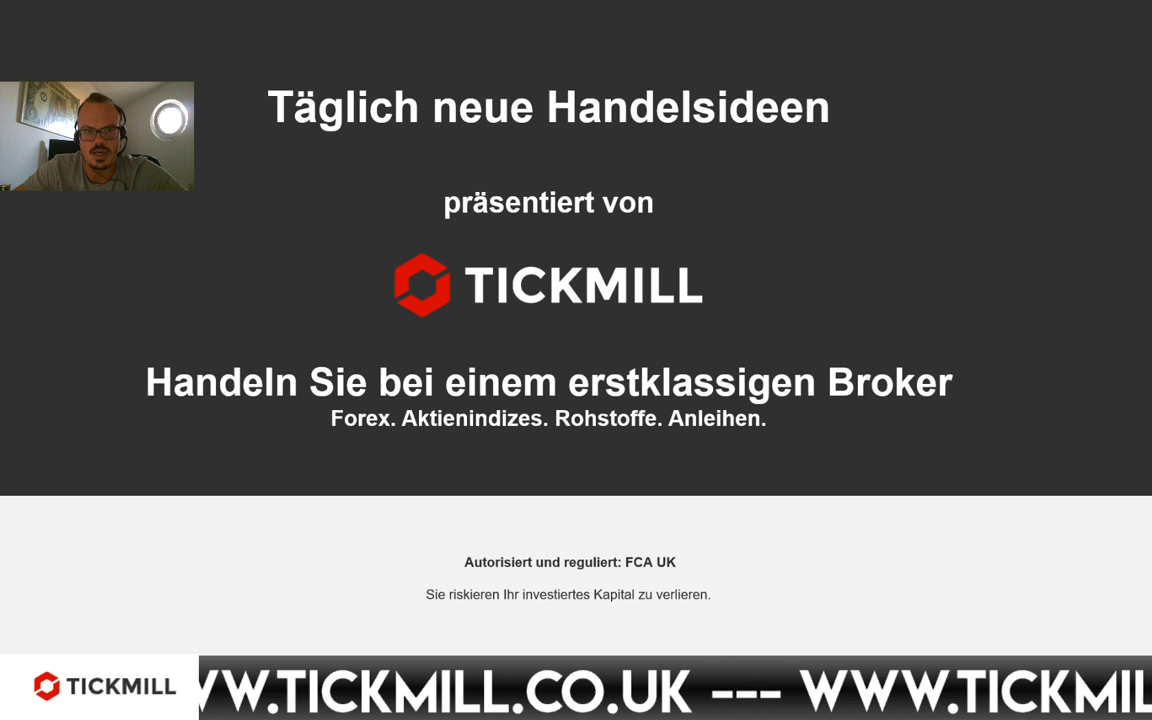 Täglich neue Handelsideen
präsentiert von
TICKMILL
Handeln Sie bei einem erstklassigen Broker
Forex. Aktienindizes. Rohstoffe. Anleihen.
Autorisiert und reguliert: FCA UK
Sie riskieren Ihr investiertes Kapital zu verlieren.
TICKMILL
WW.TICKMILL.CO.UK --- WWW.TICKMIL